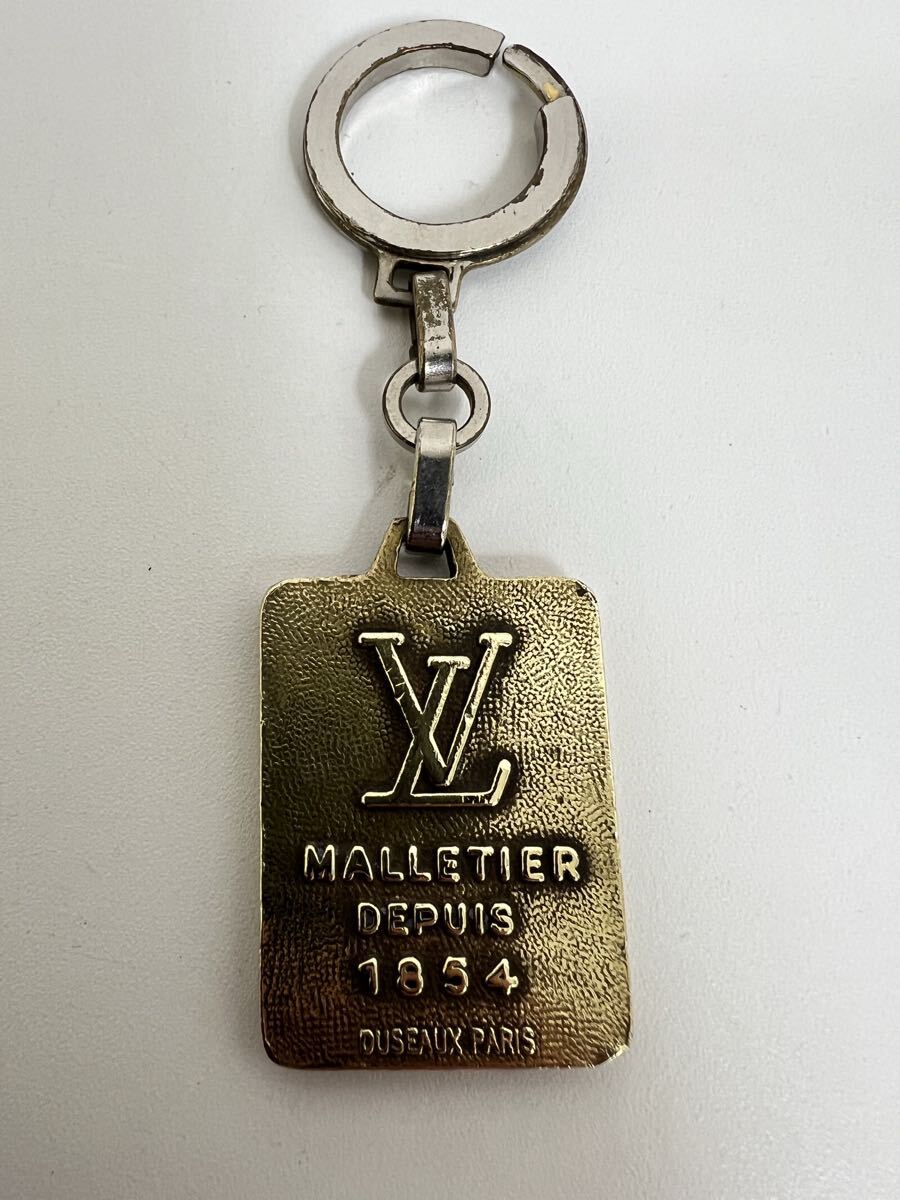 LV
MALLETIER
DEPUIS
1854
DUSEAUX PARIS